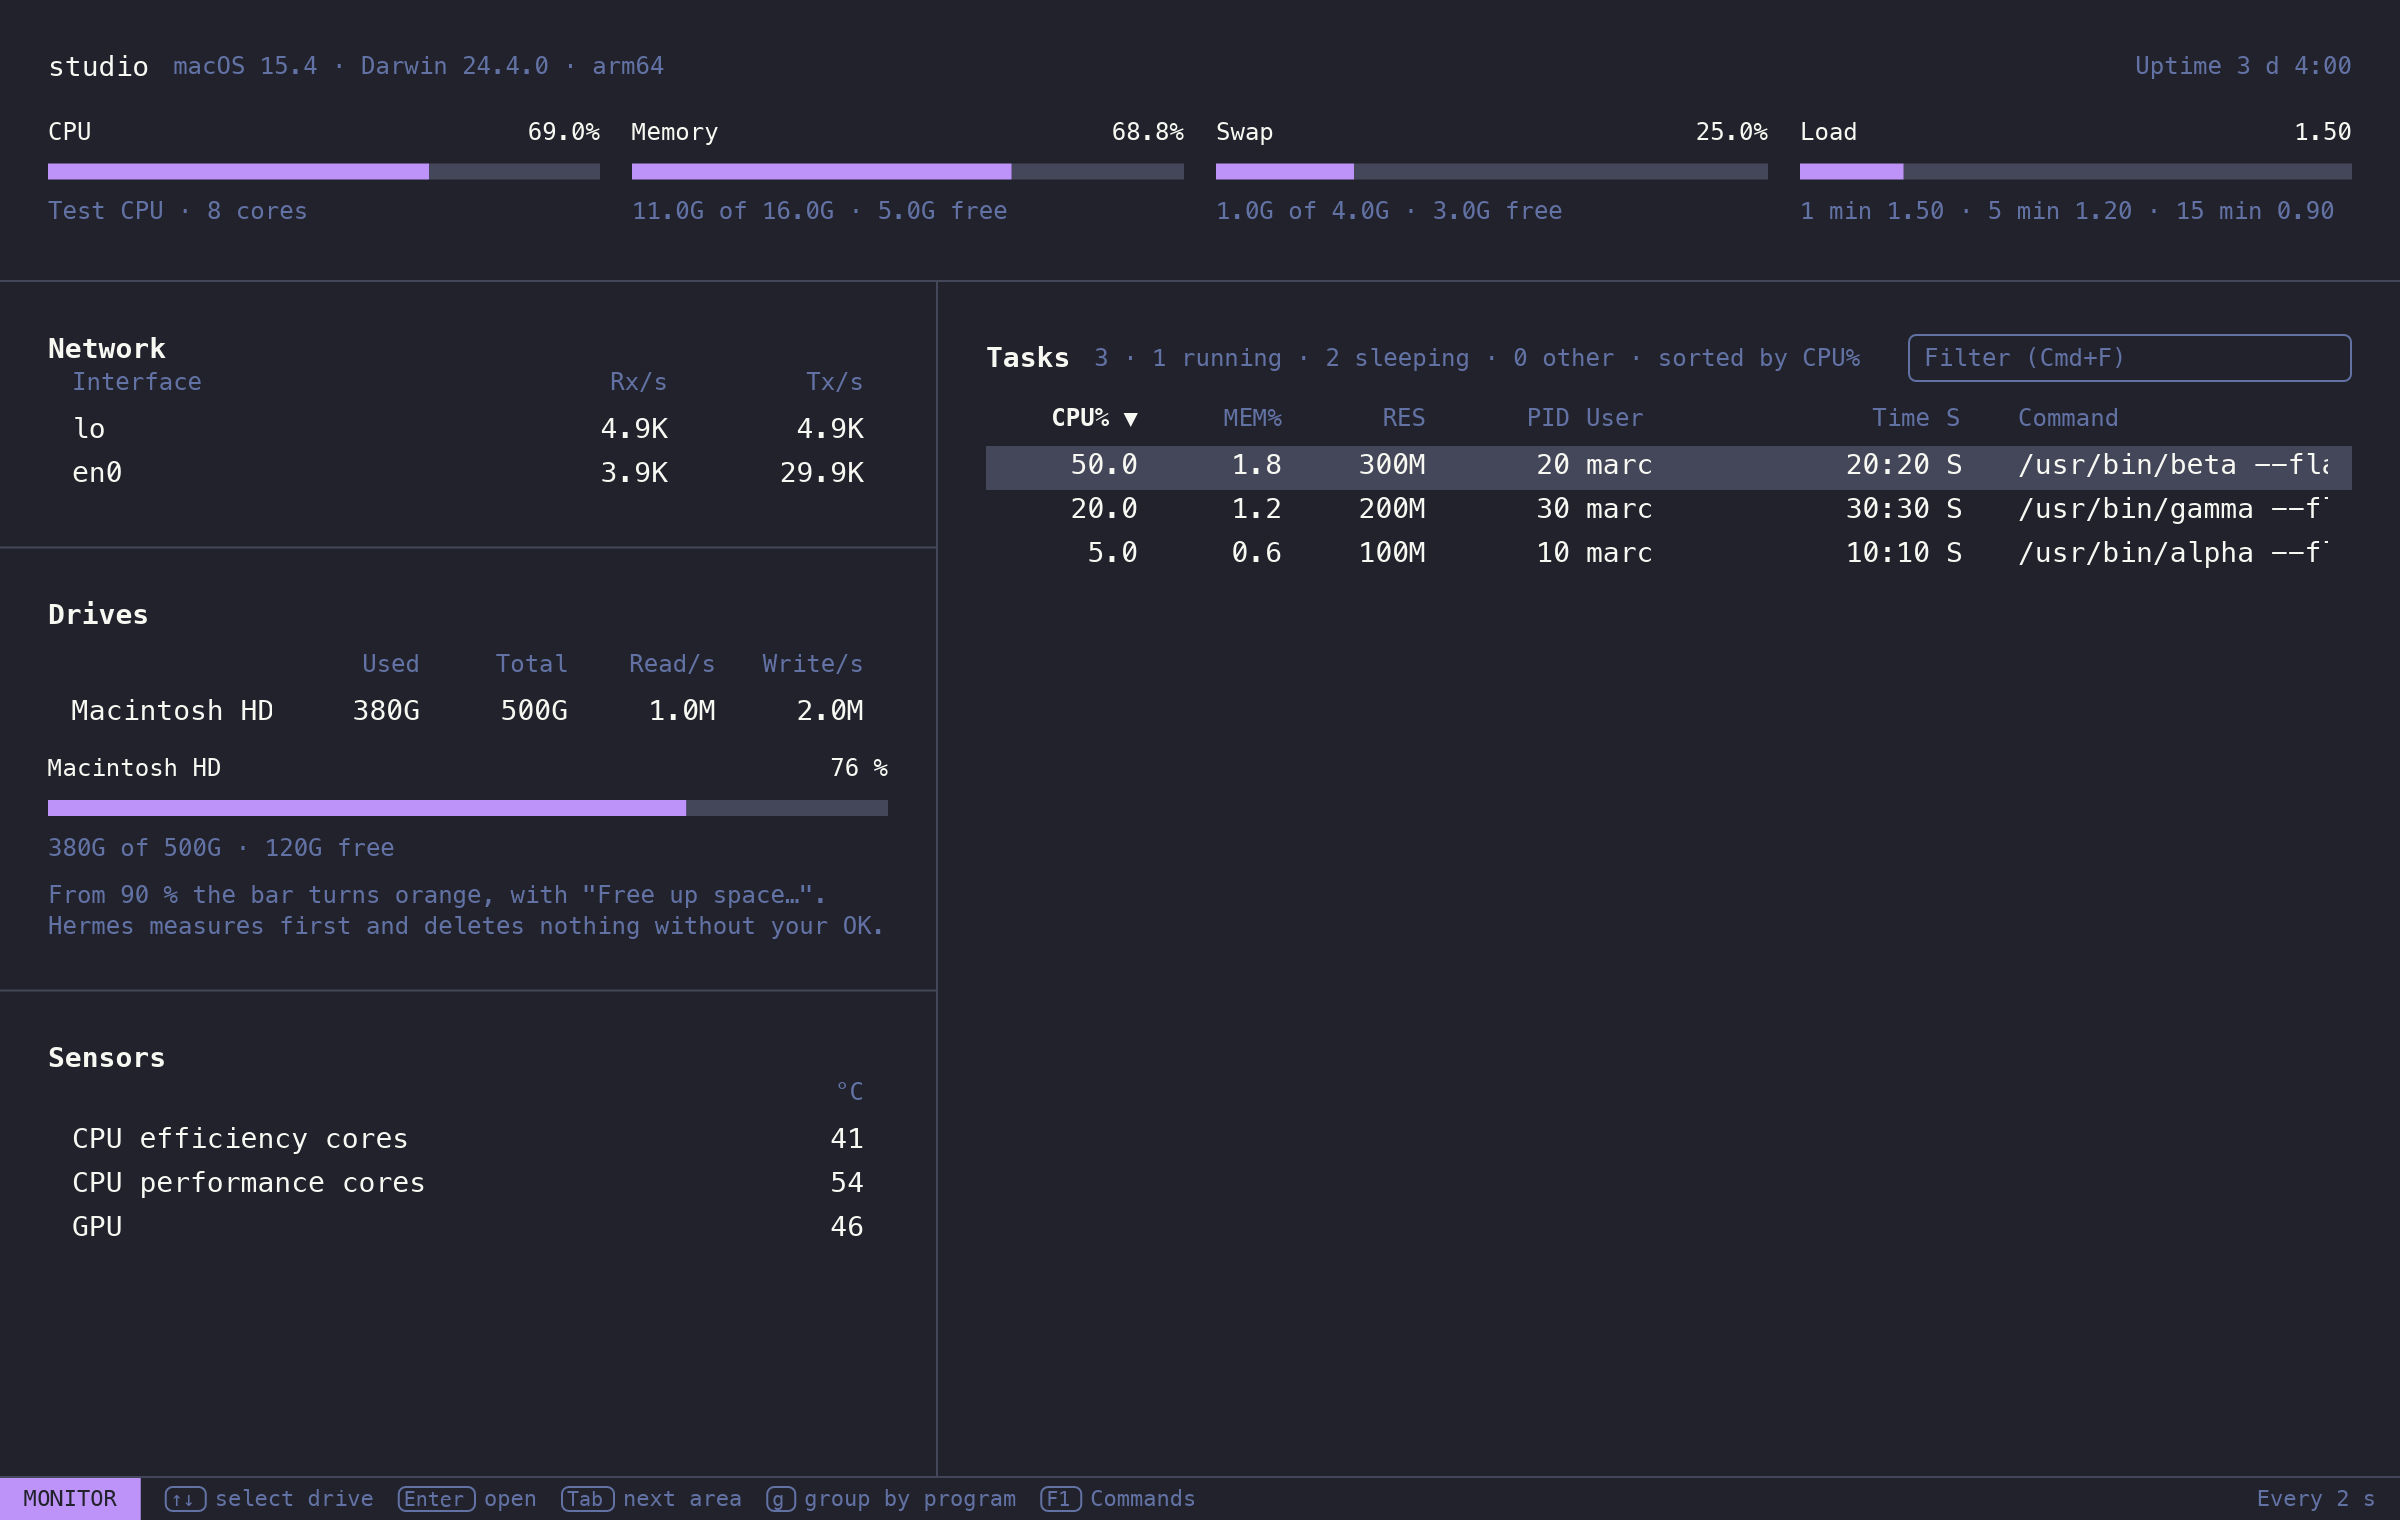 studio macOS 15.4 · Darwin 24.4.0 · arm64 Uptime 3 d 4:00
CPU 69.0% Memory 68.8% Swap 25.0% Load 1.50
Test CPU · 8 cores 11.0G of 16.0G · 5.0G free 1.0G of 4.0G · 3.0G free 1 min 1.50 · 5 min 1.20 · 15 min 0.90
Network
Interface Rx/s Tx/s
lo 4.9K 4.9K
en0 3.9K 29.9K
Drives
Used Total Read/s Write/s
Macintosh HD 380G 500G 1.0M 2.0M
Macintosh HD 76 %
380G of 500G · 120G free
From 90 % the bar turns orange, with "Free up space…".
Hermes measures first and deletes nothing without your OK.
Sensors
°C
CPU efficiency cores 41
CPU performance cores 54
GPU 46
Tasks 3 · 1 running · 2 sleeping · 0 other · sorted by CPU% Filter (Cmd+F)
CPU% ▼ MEM% RES PID User Time S Command
50.0 1.8 300M 20 marc 20:20 S /usr/bin/beta --fla
20.0 1.2 200M 30 marc 30:30 S /usr/bin/gamma --fl
5.0 0.6 100M 10 marc 10:10 S /usr/bin/alpha --fl
MONITOR ↑↓ select drive Enter open Tab next area g group by program F1 Commands Every 2 s